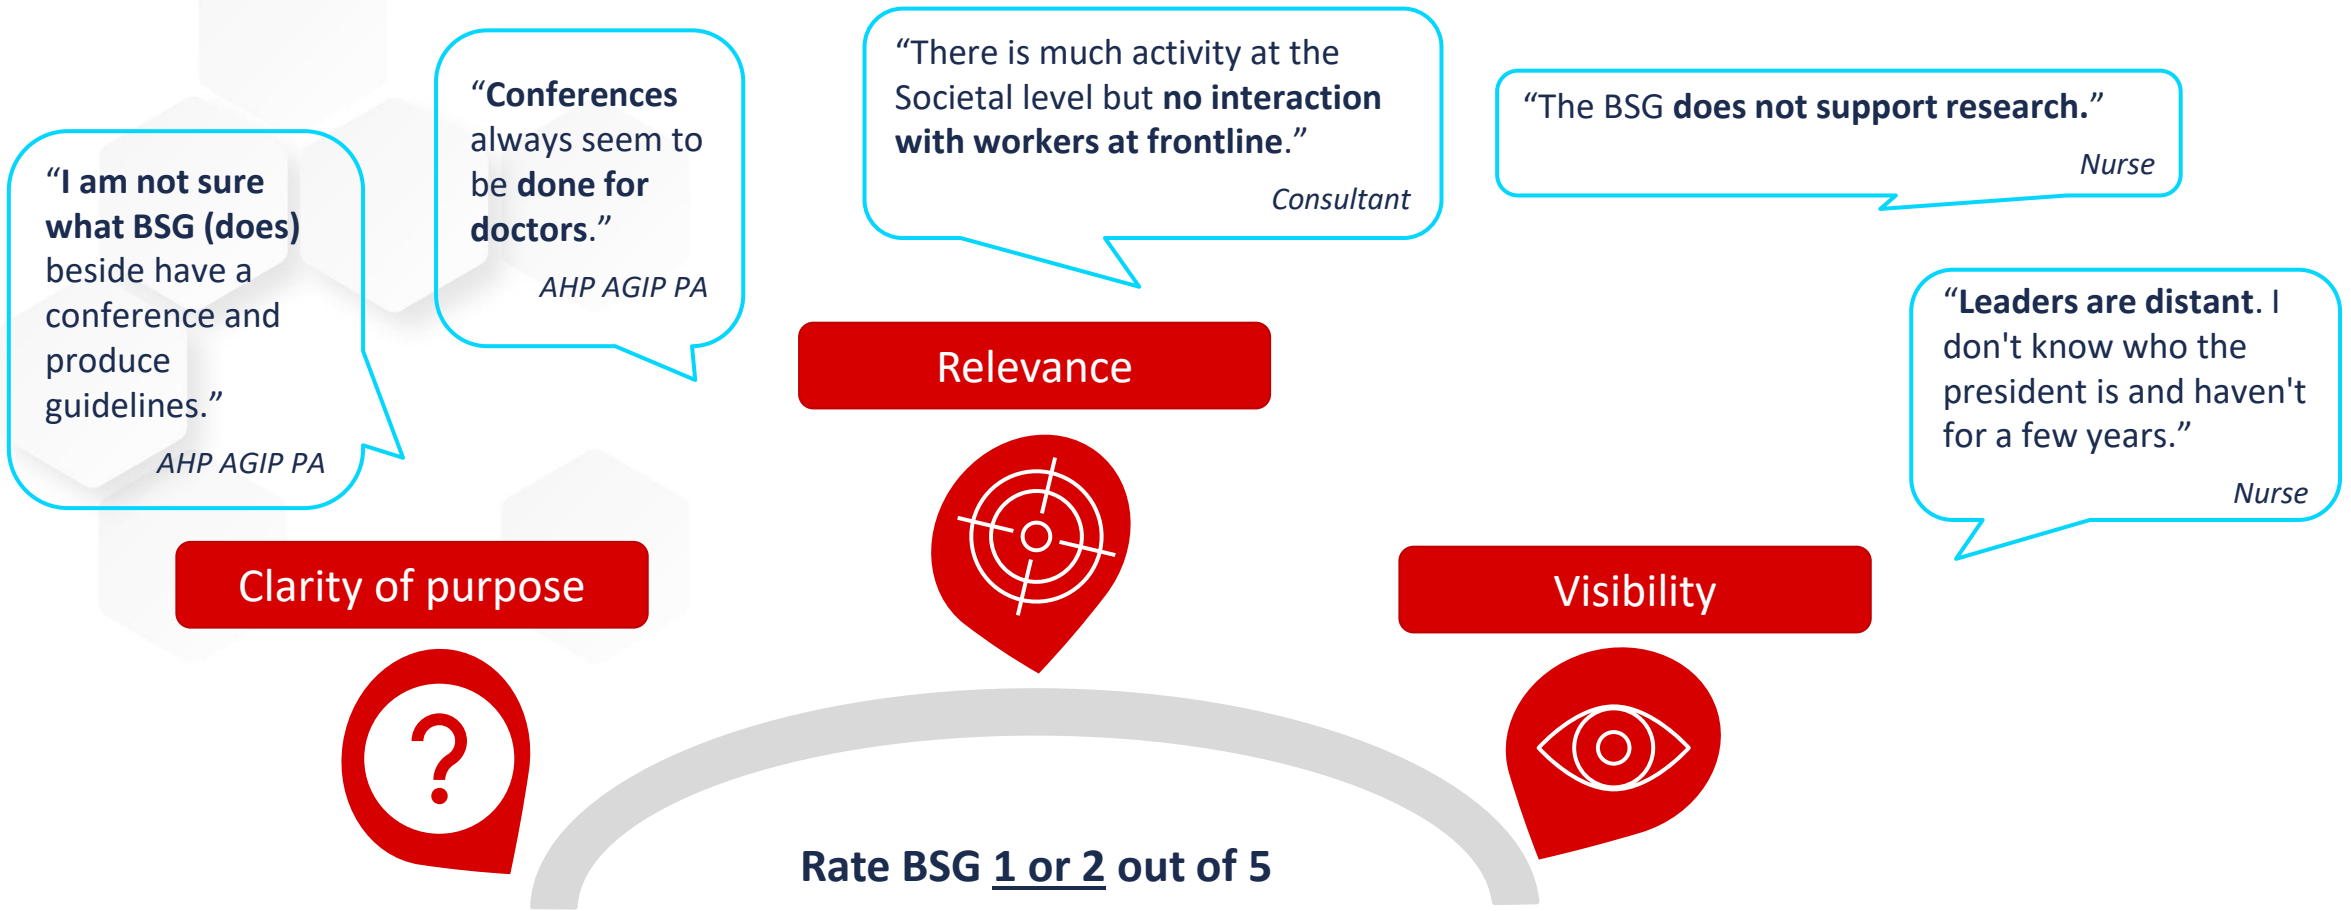 “I am not sure
what BSG (does)
beside have a
conference and
produce
guidelines.”
AHP AGIP PA
“Conferences
always seem to
be done for
doctors.”
AHP AGIP PA
“There is much activity at the
Societal level but no interaction
with workers at frontline.”
Consultant
“The BSG does not support research.”
Nurse
“Leaders are distant. I
don't know who the
president is and haven't
for a few years.”
Nurse
Relevance
Clarity of purpose
Visibility
?
Rate BSG 1 or 2 out of 5